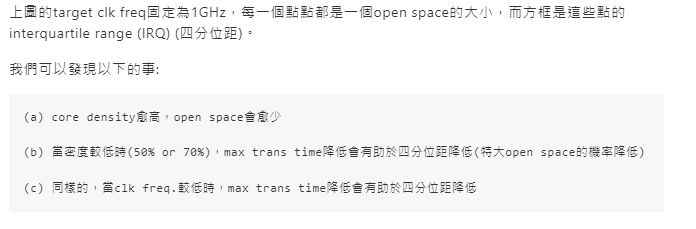 上圖的target clk freq固定為1GHz，每一個點點都是一個open space的大小，而方框是這些點的
interquartile range (IRQ) (四分位距)。
我們可以發現以下的事:
(a) core density愈高，open space會愈少
(b) 當密度較低時(50% or 70%)，max trans time降低會有助於四分位距降低(特大open space的機率降低)
(c) 同樣的，當clk freq.較低時，max trans time降低會有助於四分位距降低